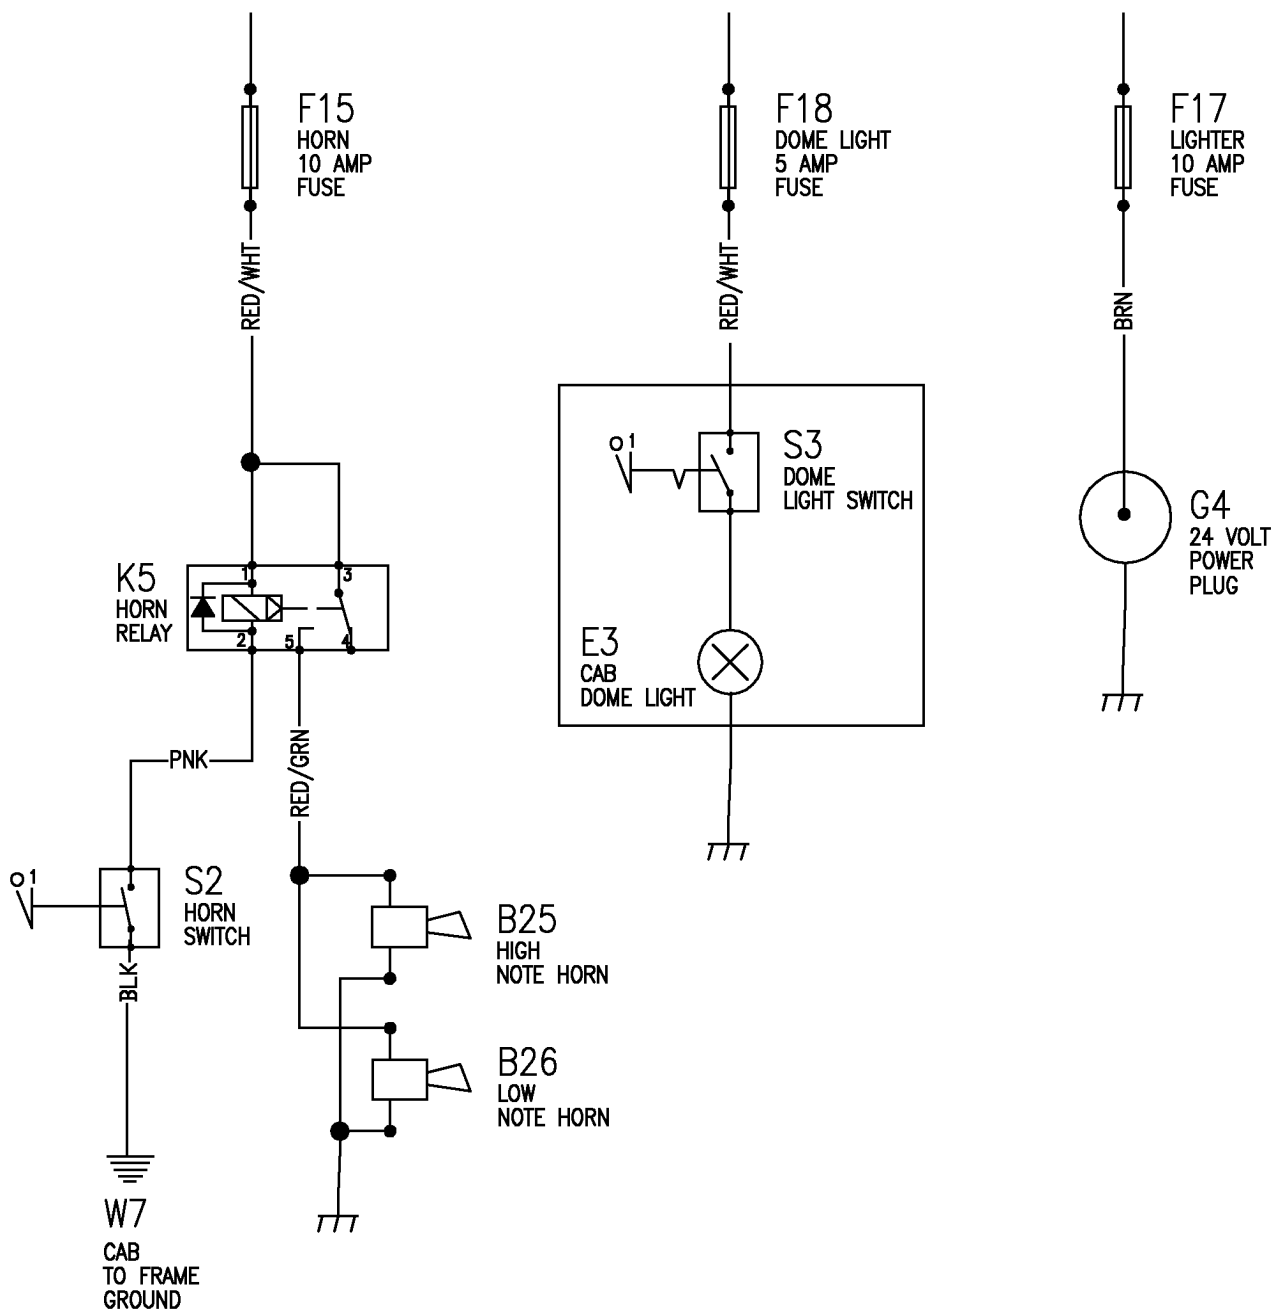 F15
HORN
10 AMP
FUSE
F18
DOME LIGHT
5 AMP
FUSE
F17
LIGHTER
10 AMP
FUSE
RED/WHT
RED/WHT
BRN
O 1
S3
DOME
LIGHT SWITCH
G4
24 VOLT
POWER
PLUG
K5
HORN
RELAY
1
3
2
5
4
E3
CAB
DOME LIGHT
PNK
RED/GRN
O 1
S2
HORN
SWITCH
BLK
B25
HIGH
NOTE HORN
B26
LOW
NOTE HORN
W7
CAB
TO FRAME
GROUND